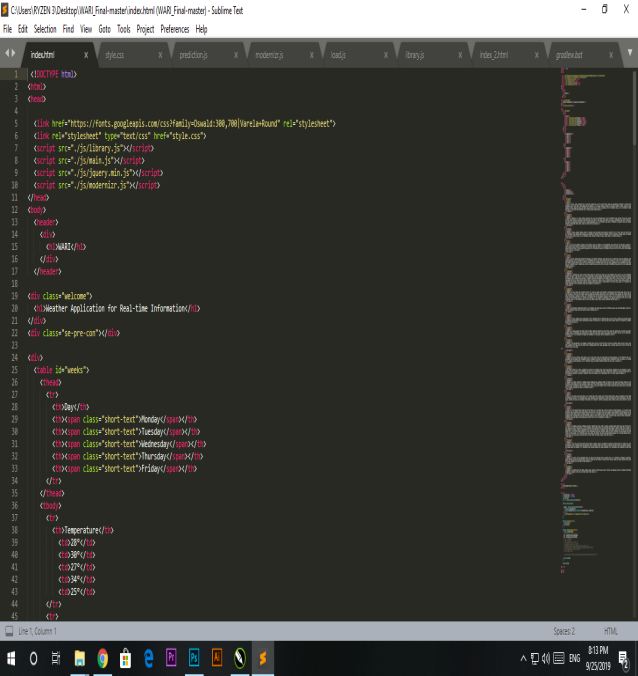 C:\Users\RYZEN 3\Desktop\WARI_Final-master\index.html (WARI_Final-master) - Sublime Text
File Edit Selection Find View Goto Tools Project Preferences Help
index.html style.css prediction.js modernizr.js load.js library.js index_2.html
1 <!DOCTYPE html>
2 <html>
3 <head>
4
5 <link href="https://fonts.googleapis.com/css?family=Oswald:300,700|Varela+Round" rel="stylesheet">
6 <link rel="stylesheet" type="text/css" href="style.css">
7 <script src="./js/library.js"></script>
8 <script src="./js/main.js"></script>
9 <script src="./js/jquery.min.js"></script>
10 <script src="./js/modernizr.js"></script>
11 </head>
12 <body>
13 <header>
14 <div>
15 <h1>WARI</h1>
16 </div>
17 </header>
18
19 <div class="welcome">
20 <h1>Weather Application for Real-time Information</h1>
21 </div>
22 <div class="se-pre-con"></div>
23
24 <div>
25 <table id="weeks">
26 <thead>
27 <tr>
28 <th>Day</th>
29 <th><span class="short-text">Monday</span></th>
30 <th><span class="short-text">Tuesday</span></th>
31 <th><span class="short-text">Wednesday</span></th>
32 <th><span class="short-text">Thursday</span></th>
33 <th><span class="short-text">Friday</span></th>
34 </tr>
35 </thead>
36 <tbody>
37 <tr>
38 <th>Temperature</th>
39 <td>28°</td>
40 <td>30°</td>
41 <td>27°</td>
42 <td>34°</td>
43 <td>25°</td>
44 </tr>
45 <tr>
Line 1, Column 1 Spaces: 2 HTML
Pr Ps Ai ENG 8:13 PM
9/25/2019 2